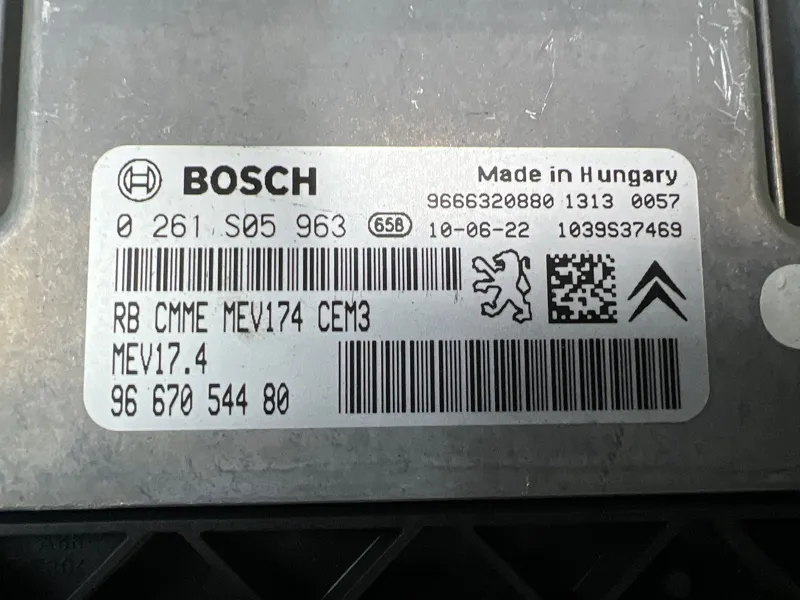 BOSCH
Made in Hungary
9666320880 1313 0057
0 261 S05 963 65B 10-06-22 1039S37469
RB CMME MEV174 CEM3
MEV17.4
96 670 544 80